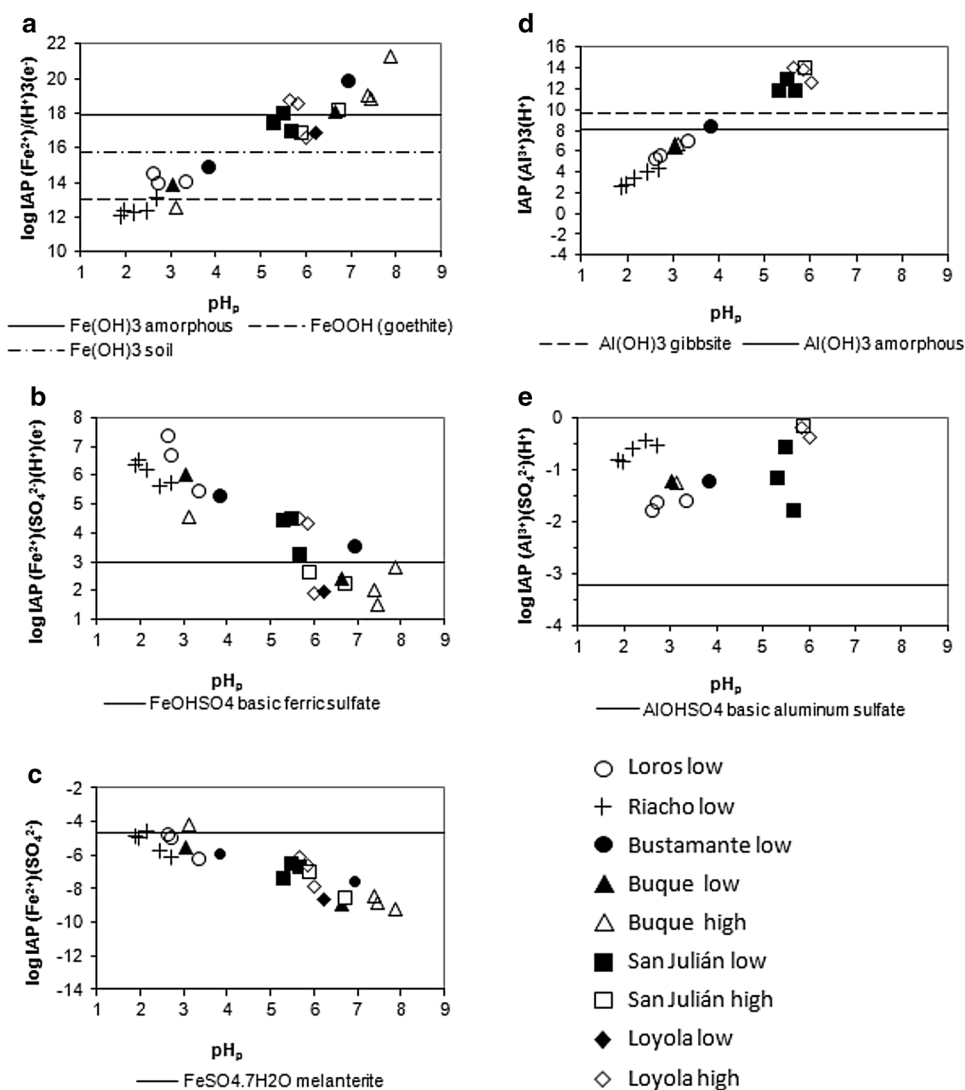 a
log IAP (Fe²⁺)/(H⁺)3(e⁻)
22
20
18
16
14
12
10
1 2 3 4 5 6 7 8 9
pHₚ
Fe(OH)3 amorphous
FeOOH (goethite)
Fe(OH)3 soil
d
IAP (Al³⁺)3(H⁺)
16
14
12
10
8
6
4
2
0
-2
-4
1 2 3 4 5 6 7 8 9
pHₚ
Al(OH)3 gibbsite
Al(OH)3 amorphous
b
log IAP (Fe²⁺)(SO₄²⁻)(H⁺)(e⁻)
8
7
6
5
4
3
2
1
1 2 3 4 5 6 7 8 9
pHₚ
FeOHSO4 basic ferric sulfate
e
log IAP (Al³⁺)(SO₄²⁻)(H⁺)
0
-1
-2
-3
-4
1 2 3 4 5 6 7 8 9
pHₚ
AlOHSO4 basic aluminum sulfate
c
log IAP (Fe²⁺)(SO₄²⁻)
-2
-4
-6
-8
-10
-12
-14
1 2 3 4 5 6 7 8 9
pHₚ
FeSO4.7H2O melanterite
Loros low
Riacho low
Bustamante low
Buque low
Buque high
San Julián low
San Julián high
Loyola low
Loyola high